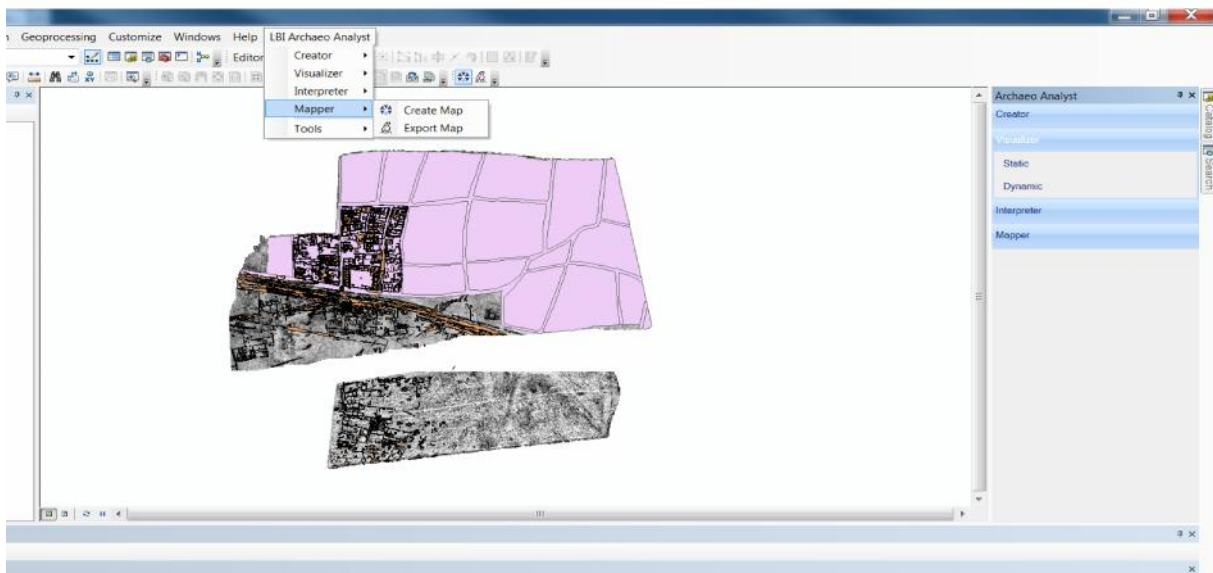 Geoprocessing Customize Windows Help LBI Archaeo Analyst
Editor
Creator
Visualizer
Interpreter
Mapper
Tools
Create Map
Export Map
Archaeo Analyst
Creator
Visualizer
Static
Dynamic
Interpreter
Mapper
Catalog
Search